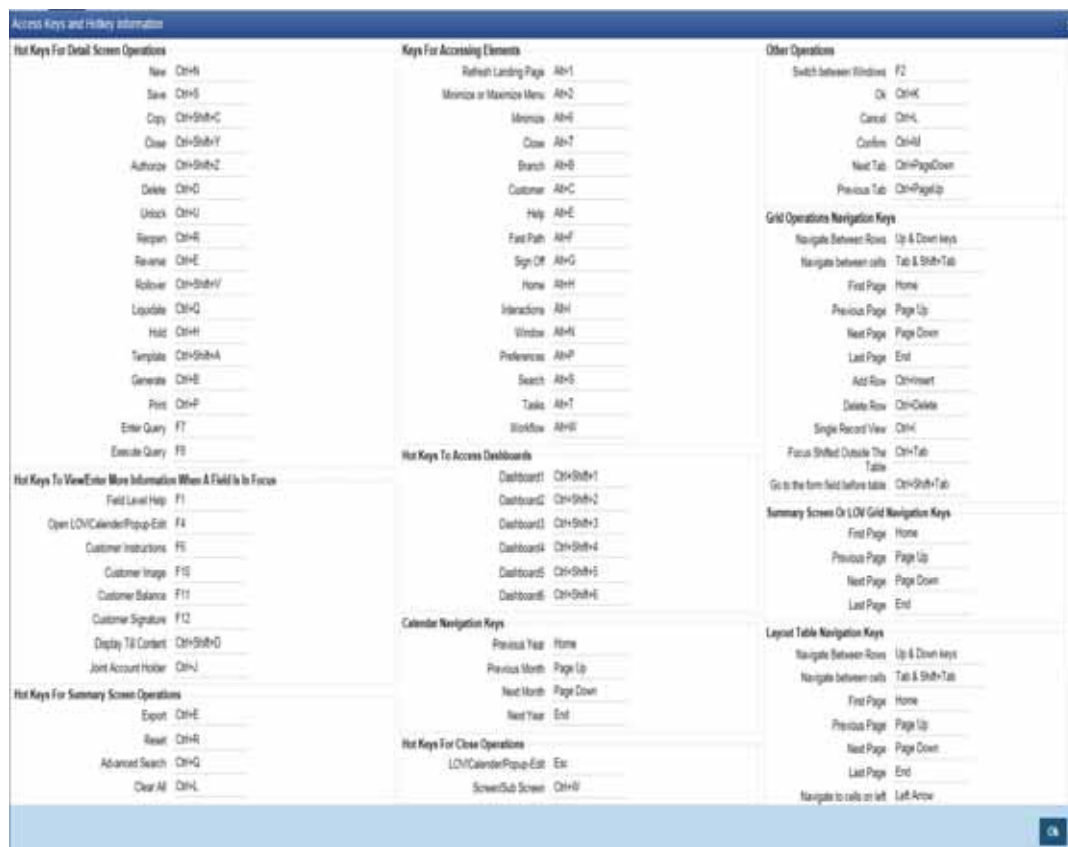 Access Keys and Hotkey Information
Hot Keys For Detail Screen Operations
New Ctrl+N
Save Ctrl+S
Copy Ctrl+Shift+C
Close Ctrl+Shift+Y
Authorize Ctrl+Shift+Z
Delete Ctrl+D
Unlock Ctrl+U
Reopen Ctrl+R
Reverse Ctrl+E
Rollover Ctrl+Shift+V
Liquidate Ctrl+Q
Hold Ctrl+H
Template Ctrl+Shift+A
Generate Ctrl+B
Print Ctrl+P
Enter Query F7
Execute Query F8
Hot Keys To View/Enter More Information When A Field Is In Focus
Field Level Help F1
Open LOV/Calender/Popup-Edit F4
Customer Instructions F5
Customer Image F10
Customer Balance F11
Customer Signature F12
Display Till Content Ctrl+Shift+D
Joint Account Holder Ctrl+J
Hot Keys For Summary Screen Operations
Export Ctrl+E
Reset Ctrl+R
Advanced Search Ctrl+Q
Clear All Ctrl+L
Keys For Accessing Elements
Refresh Landing Page Alt+1
Minimize or Maximize Menu Alt+2
Minimize Alt+6
Close Alt+7
Branch Alt+B
Customer Alt+C
Help Alt+E
Fast Path Alt+F
Sign Off Alt+G
Home Alt+H
Interactions Alt+I
Window Alt+N
Preferences Alt+P
Search Alt+S
Tasks Alt+T
Workflow Alt+W
Hot Keys To Access Dashboards
Dashboard1 Ctrl+Shift+1
Dashboard2 Ctrl+Shift+2
Dashboard3 Ctrl+Shift+3
Dashboard4 Ctrl+Shift+4
Dashboard5 Ctrl+Shift+5
Dashboard6 Ctrl+Shift+6
Calendar Navigation Keys
Previous Year Home
Previous Month Page Up
Next Month Page Down
Next Year End
Hot Keys For Close Operations
LOV/Calender/Popup-Edit Esc
Screen/Sub Screen Ctrl+W
Other Operations
Switch between Windows F2
Ok Ctrl+K
Cancel Ctrl+L
Confirm Ctrl+M
Next Tab Ctrl+PageDown
Previous Tab Ctrl+PageUp
Grid Operations Navigation Keys
Navigate Between Rows Up & Down keys
Navigate between cells Tab & Shift+Tab
First Page Home
Previous Page Page Up
Next Page Page Down
Last Page End
Add Row Ctrl+Insert
Delete Row Ctrl+Delete
Single Record View
Focus Shifted Outside The Ctrl+Tab
Table
Go to the form field before table Ctrl+Shift+Tab
Summary Screen Or LOV Grid Navigation Keys
First Page Home
Previous Page Page Up
Next Page Page Down
Last Page End
Layout Table Navigation Keys
Navigate Between Rows Up & Down keys
Navigate between cells Tab & Shift+Tab
First Page Home
Previous Page Page Up
Next Page Page Down
Last Page End
Navigate to cells on left Left Arrow
Ok